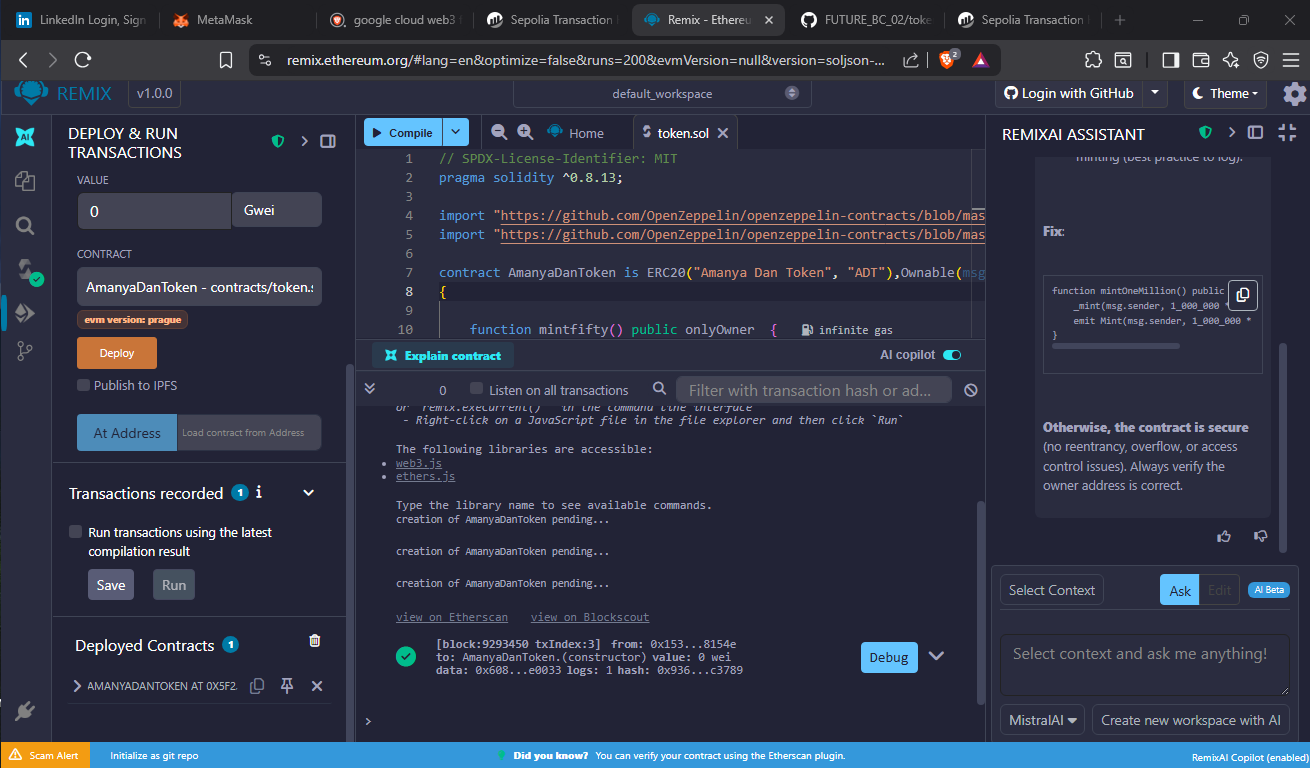 LinkedIn Login, Sign
MetaMask
google cloud web3 f
Sepolia Transaction
Remix - Ethereu
FUTURE_BC_02/toke
Sepolia Transaction
remix.ethereum.org/#lang=en&optimize=false&runs=200&evmVersion=null&version=soljson-...
2
REMIX
v1.0.0
default_workspace
Login with GitHub
Theme
DEPLOY & RUN
TRANSACTIONS
VALUE
0
Gwei
CONTRACT
AmanyaDanToken - contracts/token.s
evm version: prague
Deploy
Publish to IPFS
At Address
Load contract from Address
Transactions recorded 1 i
Run transactions using the latest
compilation result
Save
Run
Deployed Contracts 1
AMANYADANTOKEN AT 0X5F2.
Compile
Home
token.sol
1 // SPDX-License-Identifier: MIT
2 pragma solidity ^0.8.13;
3
4 import "https://github.com/OpenZeppelin/openzeppelin-contracts/blob/mas
5 import "https://github.com/OpenZeppelin/openzeppelin-contracts/blob/mas
6
7 contract AmanyaDanToken is ERC20("Amanya Dan Token", "ADT"),Ownable(msg
8 {
9
10 function mintfifty() public onlyOwner { infinite gas
Explain contract
AI copilot
0
Listen on all transactions
Filter with transaction hash or ad...
or `remix.exeCurrent()` in the command line interface
- Right-click on a JavaScript file in the file explorer and then click `Run`
The following libraries are accessible:
web3.js
ethers.js
Type the library name to see available commands.
creation of AmanyaDanToken pending...
creation of AmanyaDanToken pending...
creation of AmanyaDanToken pending...
view on Etherscan
view on Blockscout
[block:9293450 txIndex:3] from: 0x153...8154e
to: AmanyaDanToken.(constructor) value: 0 wei
data: 0x608...e0033 logs: 1 hash: 0x936...c3789
Debug
>
REMIXAI ASSISTANT
AI
minting (best practice to log).
Fix:
function mintOneMillion() public
_mint(msg.sender, 1_000_000 *
emit Mint(msg.sender, 1_000_000 *
}
Otherwise, the contract is secure
(no reentrancy, overflow, or access
control issues). Always verify the
owner address is correct.
Select Context
Ask
Edit
AI Beta
Select context and ask me anything!
MistralAI
Create new workspace with AI
Scam Alert
Initialize as git repo
Did you know? You can verify your contract using the Etherscan plugin.
RemixAI Copilot (enabled)